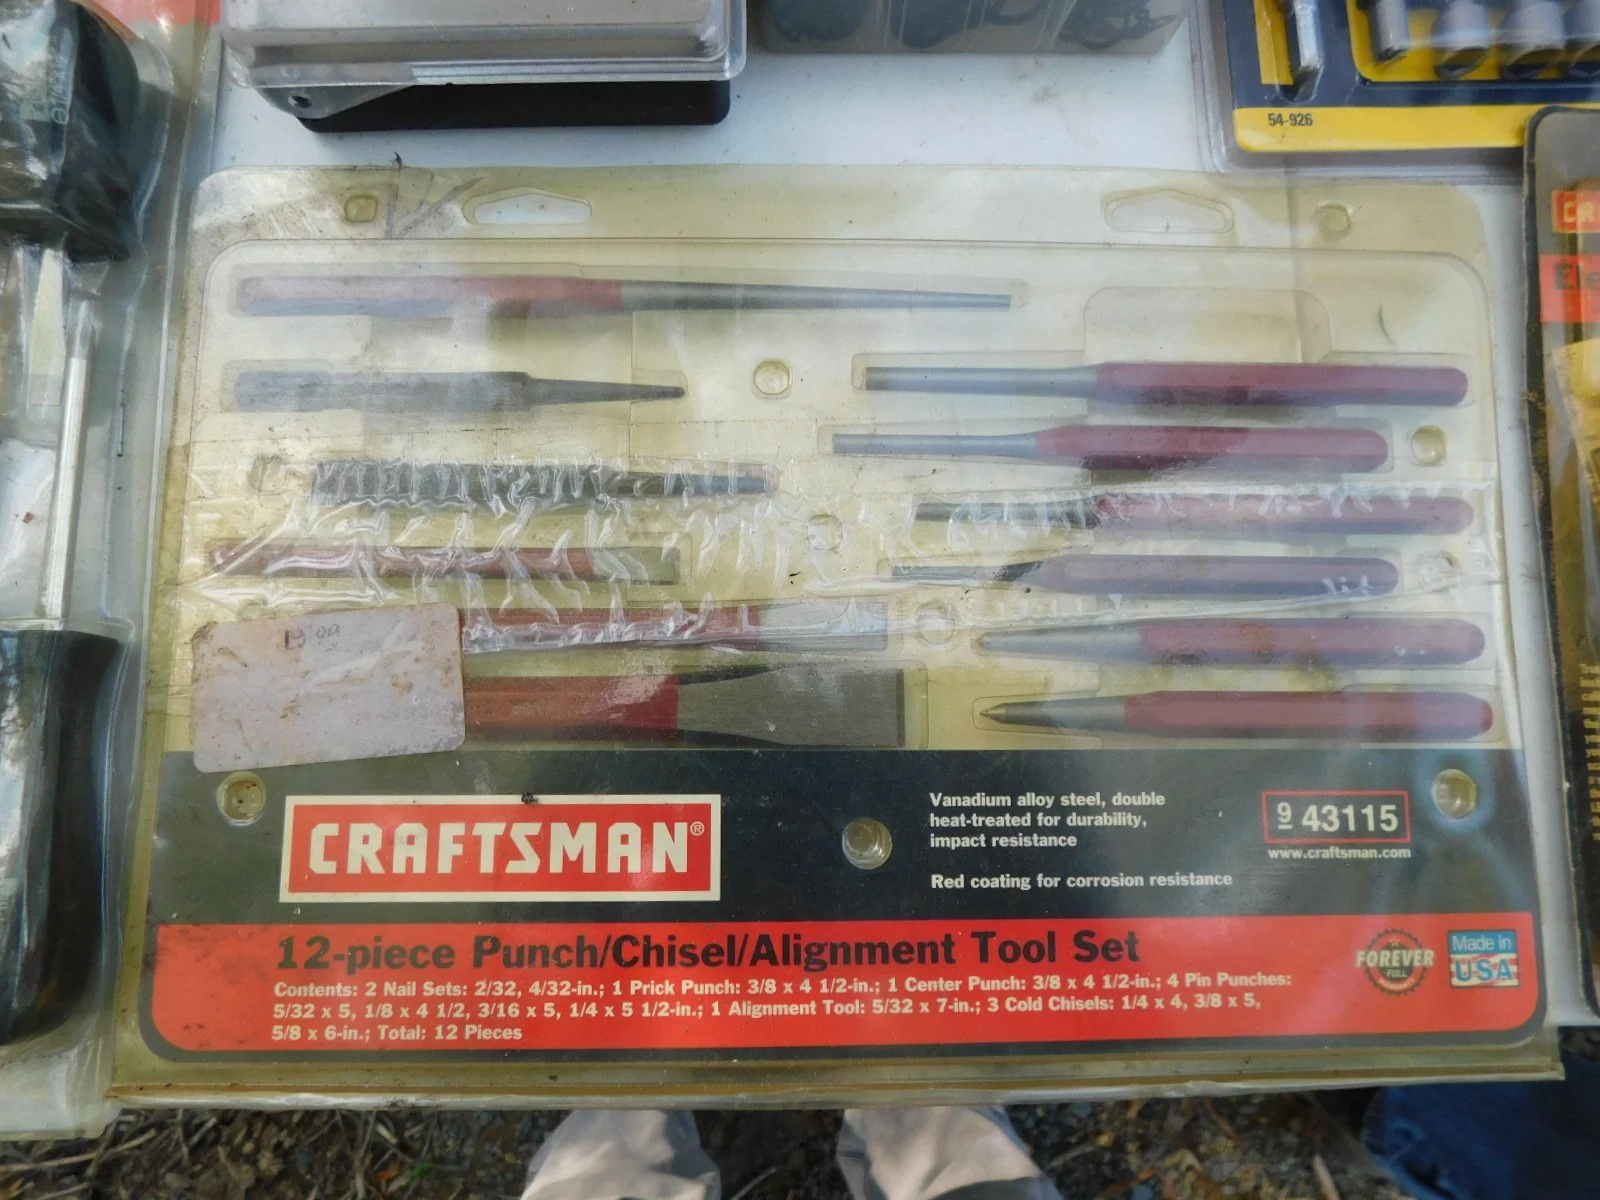 54-926
19.99
CRAFTSMAN®
Vanadium alloy steel, double
heat-treated for durability,
impact resistance
Red coating for corrosion resistance
9 43115
www.craftsman.com
12-piece Punch/Chisel/Alignment Tool Set
Contents: 2 Nail Sets: 2/32, 4/32-in.; 1 Prick Punch: 3/8 x 4 1/2-in.; 1 Center Punch: 3/8 x 4 1/2-in.; 4 Pin Punches:
5/32 x 5, 1/8 x 4 1/2, 3/16 x 5, 1/4 x 5 1/2-in.; 1 Alignment Tool: 5/32 x 7-in.; 3 Cold Chisels: 1/4 x 4, 3/8 x 5,
5/8 x 6-in.; Total: 12 Pieces
FOREVER
FULL
Made in
USA
CR
Ele